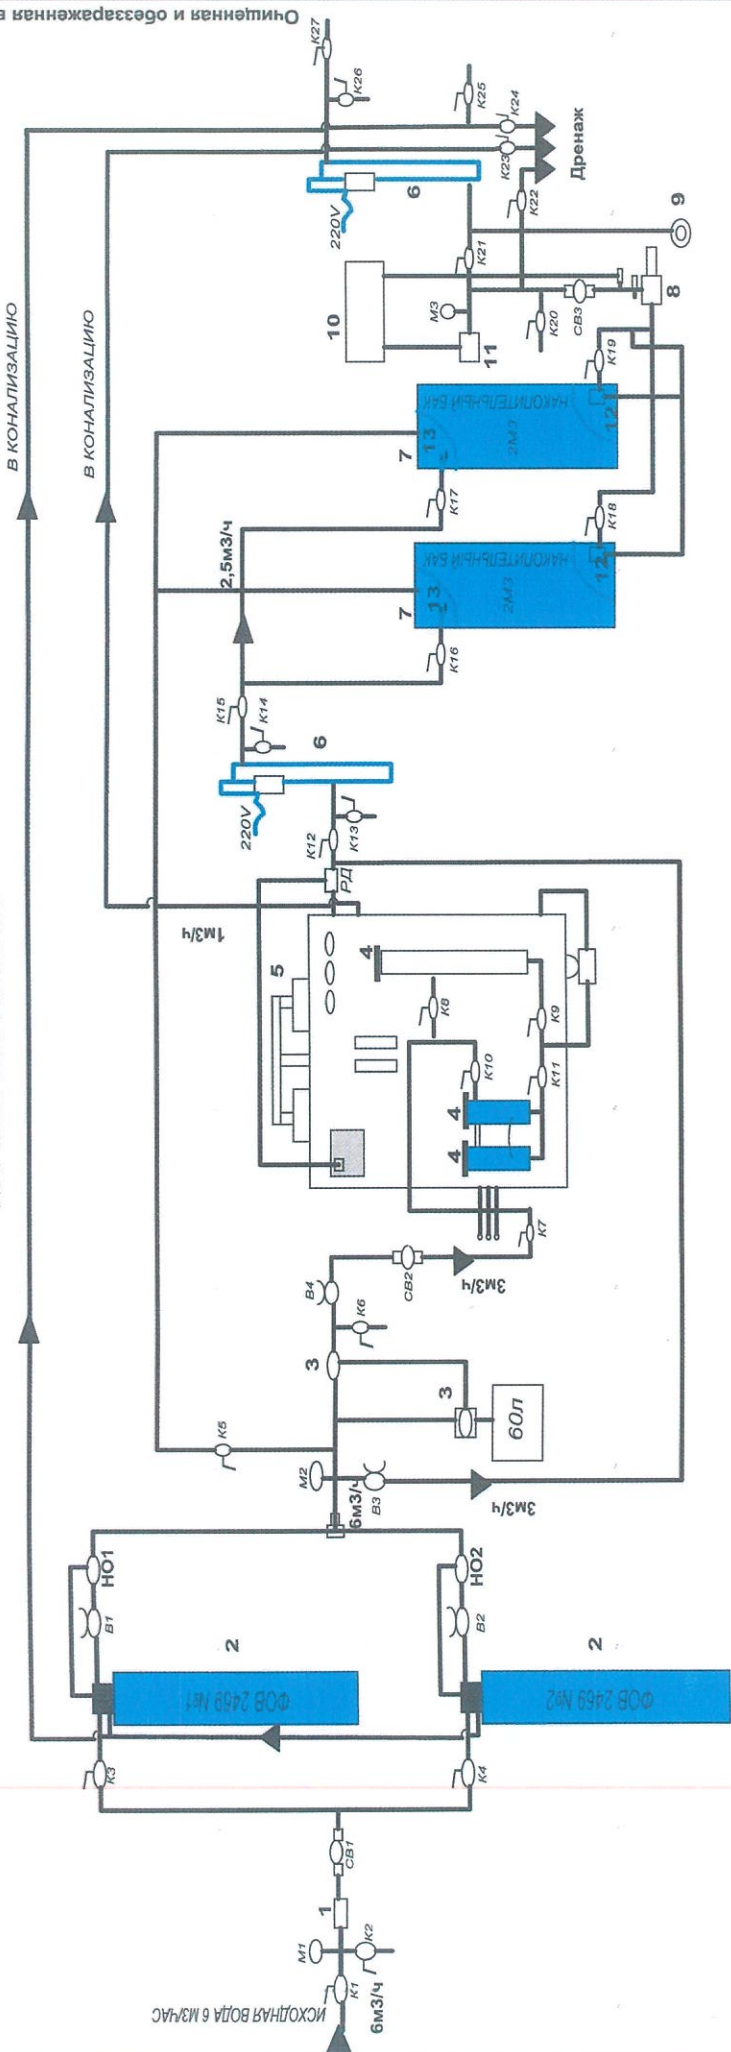 ИСХОДНАЯ ВОДА 6 М3/ЧАС
6м3/ч
К1
М1
К2
1
СВ1
К3
К4
2
ФОВ 2469 №1
2
ФОВ 2469 №2
В1
НО1
В2
НО2
6м3/ч
М2
В3
3м3/ч
К5
3
3
60Л
К6
В4
СВ2
3м3/ч
К7
4
4
4
К10
К11
К8
К9
5
1м3/ч
РД
К12
К13
220V
6
К14
К15
2,5м3/ч
К16
К17
7
13
НАКОПИТЕЛЬНЫЙ БАК
2М3
12
К18
7
13
НАКОПИТЕЛЬНЫЙ БАК
2М3
12
К19
8
9
10
11
М3
К20
СВ3
К21
К22
К23
К24
К25
Дренаж
220V
6
К26
К27
В КОНАЛИЗАЦИЮ
В КОНАЛИЗАЦИЮ
Очищенная и обеззараженная